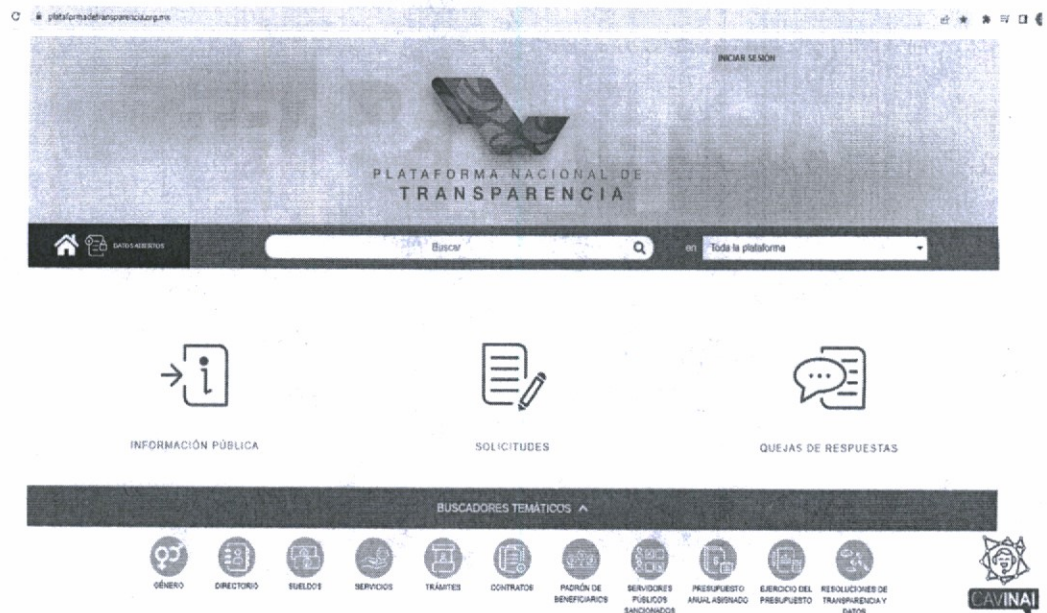 plataformadetransparencia.org.mx
INICIAR SESIÓN
PLATAFORMA NACIONAL DE
TRANSPARENCIA
DATOS ABIERTOS
Buscar
en
Toda la plataforma
INFORMACIÓN PÚBLICA
SOLICITUDES
QUEJAS DE RESPUESTAS
BUSCADORES TEMÁTICOS
GÉNERO
DIRECTORIO
SUELDOS
SERVICIOS
TRÁMITES
CONTRATOS
PADRÓN DE
BENEFICIARIOS
SERVIDORES
PÚBLICOS
SANCIONADOS
PRESUPUESTO
ANUAL ASIGNADO
EJERCICIO DEL
PRESUPUESTO
RESOLUCIONES DE
TRANSPARENCIA Y
DATOS
CAVINAI